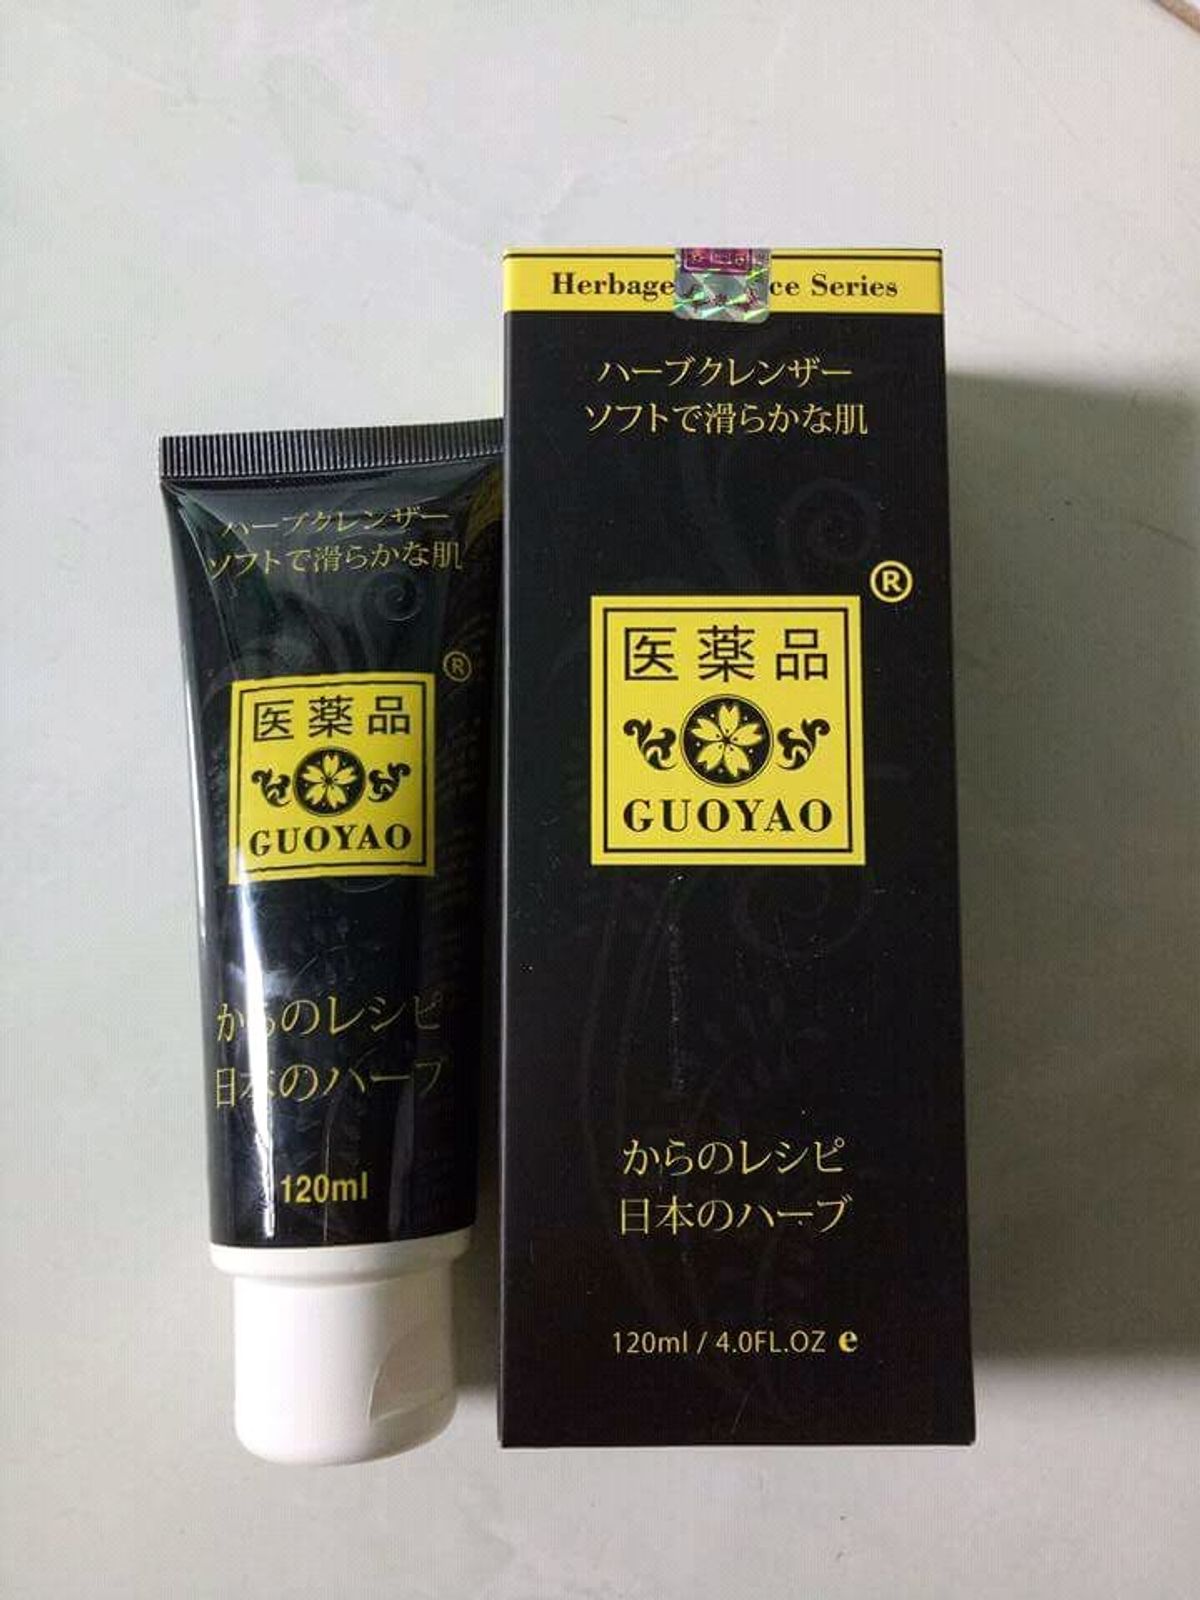 ハーブクレンザー
ソフトで滑らかな肌
®
医薬品
GUOYAO
からのレシピ
日本のハーブ
120ml
Herbage ce Series
ハーブクレンザー
ソフトで滑らかな肌
®
医薬品
GUOYAO
からのレシピ
日本のハーブ
120ml / 4.0FL.OZ e